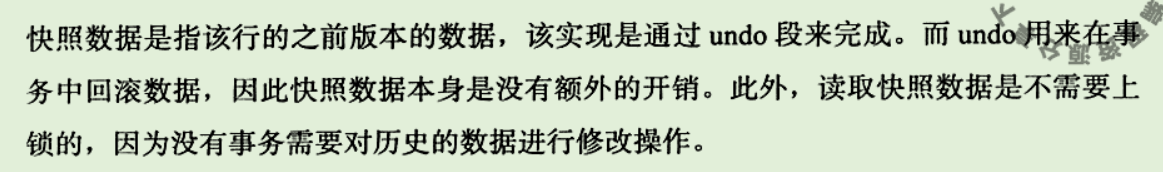 快照数据是指该行的之前版本的数据，该实现是通过 undo 段来完成。而 undo 用来在事
务中回滚数据，因此快照数据本身是没有额外的开销。此外，读取快照数据是不需要上
锁的，因为没有事务需要对历史的数据进行修改操作。